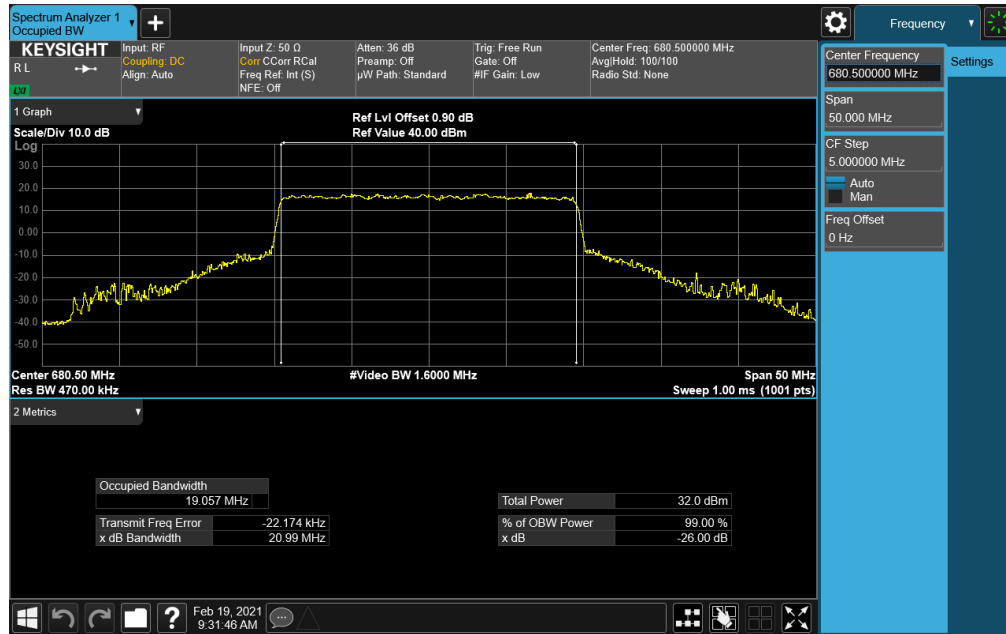 Spectrum Analyzer 1
Occupied BW
Frequency
KEYSIGHT
R L
LXI
Input: RF
Coupling: DC
Align: Auto
Input Z: 50 Ω
Corr CCorr RCal
Freq Ref: Int (S)
NFE: Off
Atten: 36 dB
Preamp: Off
µW Path: Standard
Trig: Free Run
Gate: Off
#IF Gain: Low
Center Freq: 680.500000 MHz
Avg|Hold: 100/100
Radio Std: None
Center Frequency
680.500000 MHz
Settings
Span
50.000 MHz
CF Step
5.000000 MHz
Auto
Man
Freq Offset
0 Hz
1 Graph
Scale/Div 10.0 dB
Ref Lvl Offset 0.90 dB
Ref Value 40.00 dBm
Log
30.0
20.0
10.0
0.00
-10.0
-20.0
-30.0
-40.0
-50.0
Center 680.50 MHz
#Video BW 1.6000 MHz
Span 50 MHz
Res BW 470.00 kHz
Sweep 1.00 ms (1001 pts)
2 Metrics
Occupied Bandwidth
19.057 MHz
Total Power 32.0 dBm
Transmit Freq Error -22.174 kHz
% of OBW Power 99.00 %
x dB Bandwidth 20.99 MHz
x dB -26.00 dB
Feb 19, 2021
9:31:46 AM